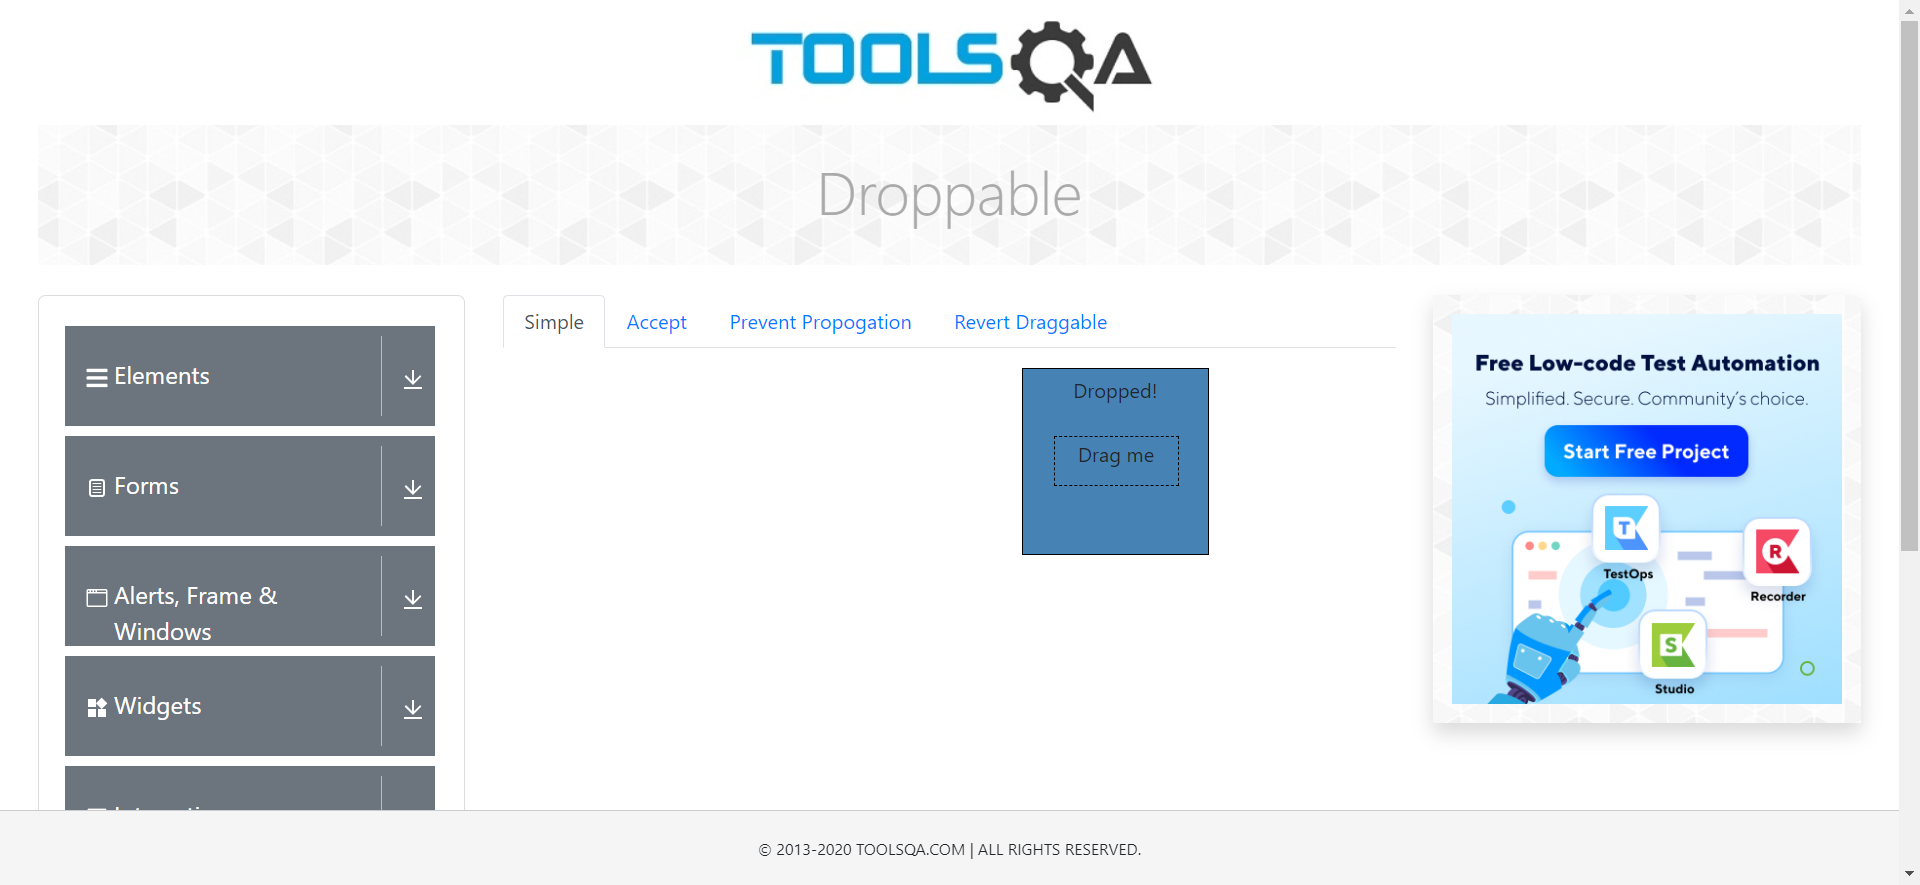 TOOLSQA
Droppable
Elements
Forms
Alerts, Frame &
Windows
Widgets
Simple
Accept
Prevent Propogation
Revert Draggable
Dropped!
Drag me
Free Low-code Test Automation
Simplified. Secure. Community's choice.
Start Free Project
T
TestOps
R
Recorder
S
Studio
© 2013-2020 TOOLSQA.COM | ALL RIGHTS RESERVED.